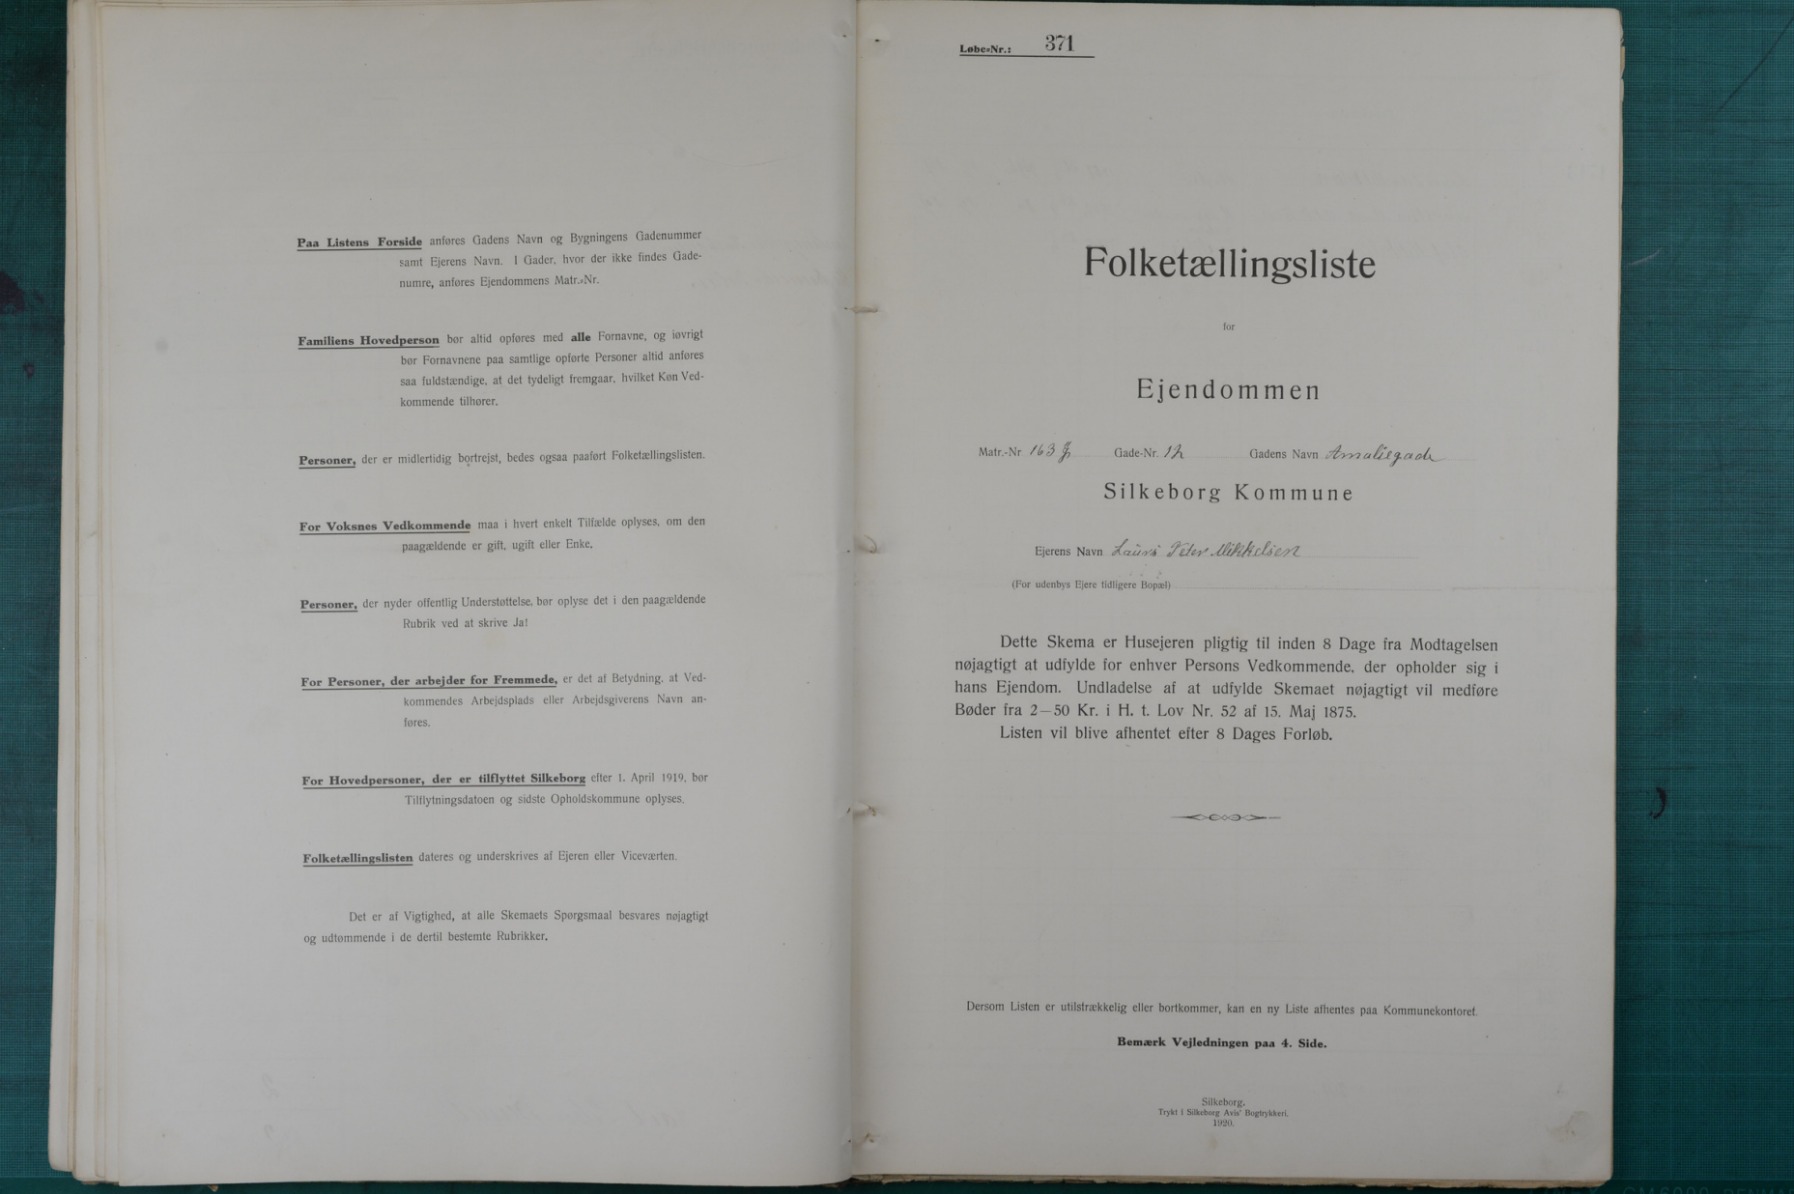 Paa Listens Forside anføres Gadens Navn og Bygningens Gadenummer
samt Ejerens Navn. I Gader, hvor der ikke findes Gade-
numre, anføres Ejendommens Matr.-Nr.
Familiens Hovedperson bør altid opføres med alle Fornavne, og iøvrigt
bør Fornavnene paa samtlige opførte Personer altid anføres
saa fuldstændige, at det tydeligt fremgaar, hvilket Køn Ved-
kommende tilhører.
Personer, der er midlertidig bortrejst, bedes ogsaa paaført Folketællingslisten.
For Voksnes Vedkommende maa i hvert enkelt Tilfælde oplyses, om den
paagældende er gift, ugift eller Enke.
Personer, der nyder offentlig Understøttelse, bør oplyse det i den paagældende
Rubrik ved at skrive Ja!
For Personer, der arbejder for Fremmede, er det af Betydning, at Ved-
kommendes Arbejdsplads eller Arbejdsgiverens Navn an-
føres.
For Hovedpersoner, der er tilflyttet Silkeborg efter 1. April 1919, bør
Tilflytningsdatoen og sidste Opholdskommune oplyses.
Folketællingslisten dateres og underskrives af Ejeren eller Viceværten.
Det er af Vigtighed, at alle Skemaets Spørgsmaal besvares nøjagtigt
og udtømmende i de dertil bestemte Rubrikker.
Løbe-Nr.: 371
Folketællingsliste
for
Ejendommen
Matr.-Nr 163 Gade-Nr. 12 Gadens Navn Amaliegade
Silkeborg Kommune
Ejerens Navn Laurs Peter Mikkelsen
(For udenbys Ejere tidligere Bopæl)
Dette Skema er Husejeren pligtig til inden 8 Dage fra Modtagelsen
nøjagtigt at udfylde for enhver Persons Vedkommende, der opholder sig i
hans Ejendom. Undladelse af at udfylde Skemaet nøjagtigt vil medføre
Bøder fra 2—50 Kr. i H. t. Lov Nr. 52 af 15. Maj 1875.
Listen vil blive afhentet efter 8 Dages Forløb.
Dersom Listen er utilstrækkelig eller bortkommer, kan en ny Liste afhentes paa Kommunekontoret.
Bemærk Vejledningen paa 4. Side.
Silkeborg.
Trykt i Silkeborg Avis' Bogtrykkeri.
1920.